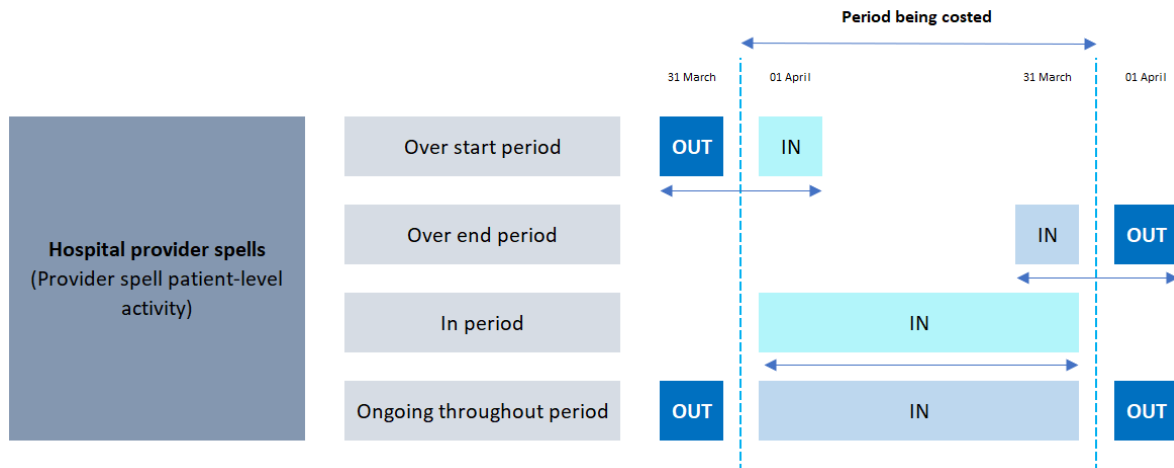 Period being costed
31 March
01 April
31 March
01 April
Hospital provider spells
(Provider spell patient-level
activity)
Over start period
OUT
IN
Over end period
IN
OUT
In period
IN
Ongoing throughout period
OUT
IN
OUT